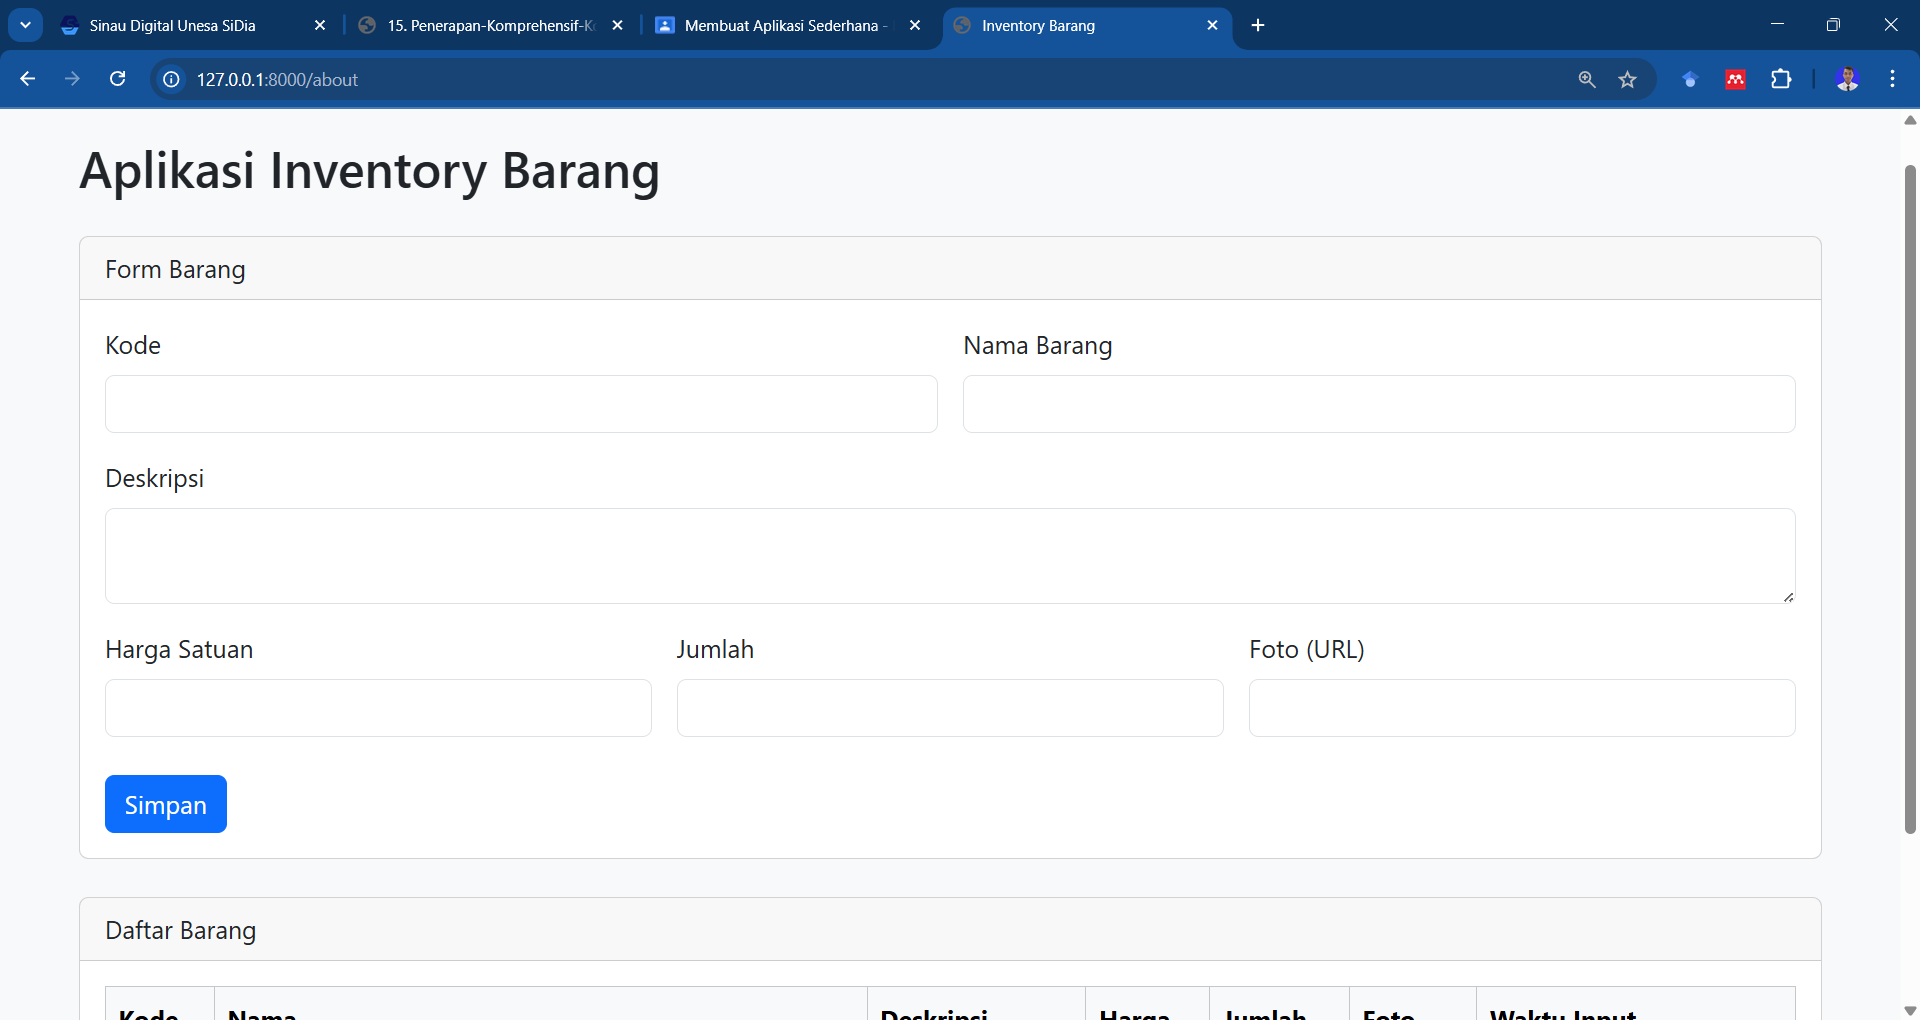 Sinau Digital Unesa SiDia
15. Penerapan-Komprehensif-K
Membuat Aplikasi Sederhana -
Inventory Barang
127.0.0.1:8000/about
Aplikasi Inventory Barang
Form Barang
Kode
Nama Barang
Deskripsi
Harga Satuan
Jumlah
Foto (URL)
Simpan
Daftar Barang
Kode
Nama
Deskripsi
Harga
Jumlah
Foto
Waktu Input